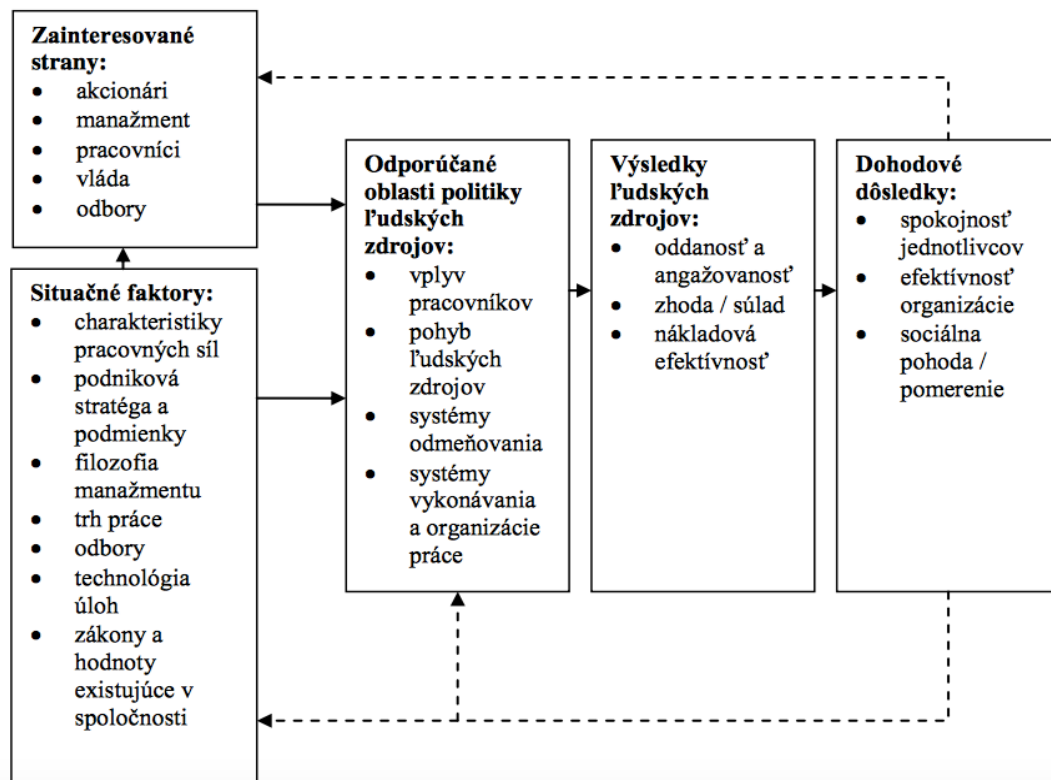 Zainteresované
strany:
• akcionári
• manažment
• pracovníci
• vláda
• odbory
Situačné faktory:
• charakteristiky
pracovných síl
• podniková
stratéga a
podmienky
• filozofia
manažmentu
• trh práce
• odbory
• technológia
úloh
• zákony a
hodnoty
existujúce v
spoločnosti
Odporúčané
oblasti politiky
ľudských
zdrojov:
• vplyv
pracovníkov
• pohyb
ľudských
zdrojov
• systémy
odmeňovania
• systémy
vykonávania
a organizácie
práce
Výsledky
ľudských
zdrojov:
• oddanosť a
angažovanosť
• zhoda / súlad
• nákladová
efektívnosť
Dohodové
dôsledky:
• spokojnosť
jednotlivcov
• efektívnosť
organizácie
• sociálna
pohoda /
pomerenie